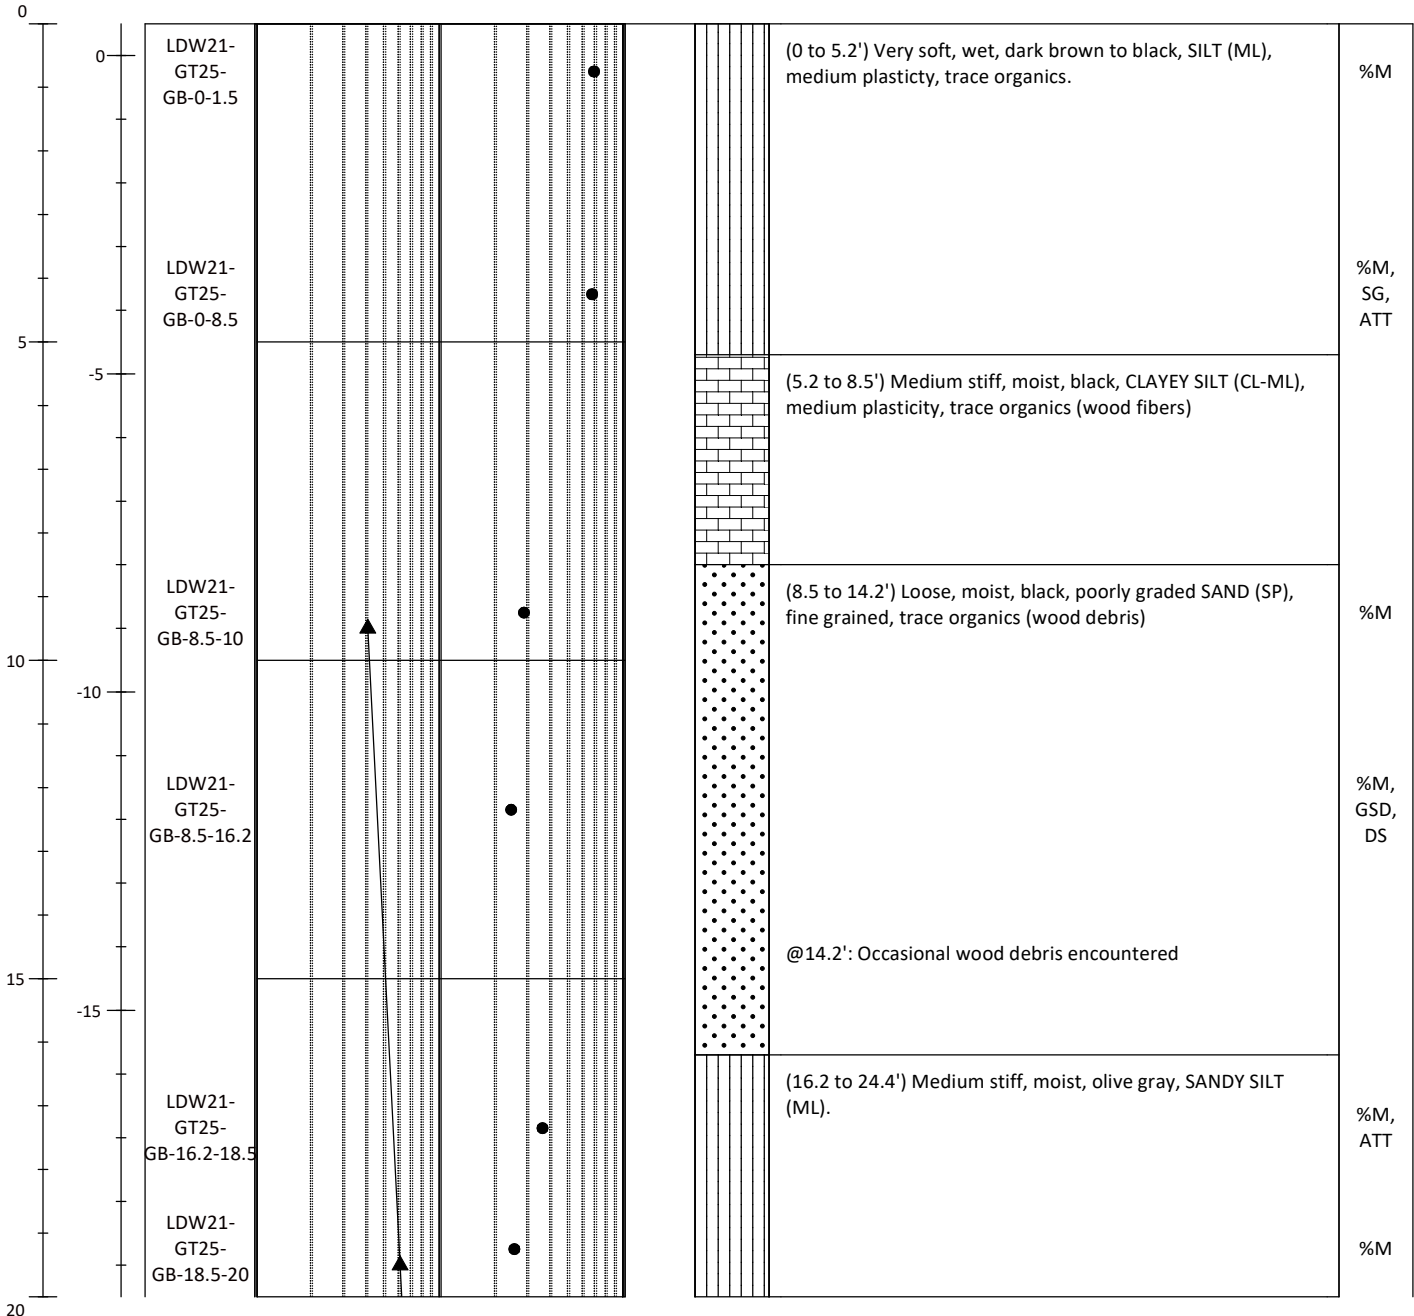 0
0
LDW21-
GT25-
GB-0-1.5
(0 to 5.2') Very soft, wet, dark brown to black, SILT (ML),
medium plasticty, trace organics.
%M
LDW21-
GT25-
GB-0-8.5
%M,
SG,
ATT
5
-5
(5.2 to 8.5') Medium stiff, moist, black, CLAYEY SILT (CL-ML),
medium plasticity, trace organics (wood fibers)
LDW21-
GT25-
GB-8.5-10
(8.5 to 14.2') Loose, moist, black, poorly graded SAND (SP),
fine grained, trace organics (wood debris)
%M
10
-10
LDW21-
GT25-
GB-8.5-16.2
%M,
GSD,
DS
@14.2': Occasional wood debris encountered
15
-15
LDW21-
GT25-
GB-16.2-18.5
(16.2 to 24.4') Medium stiff, moist, olive gray, SANDY SILT
(ML).
%M,
ATT
LDW21-
GT25-
GB-18.5-20
%M
20